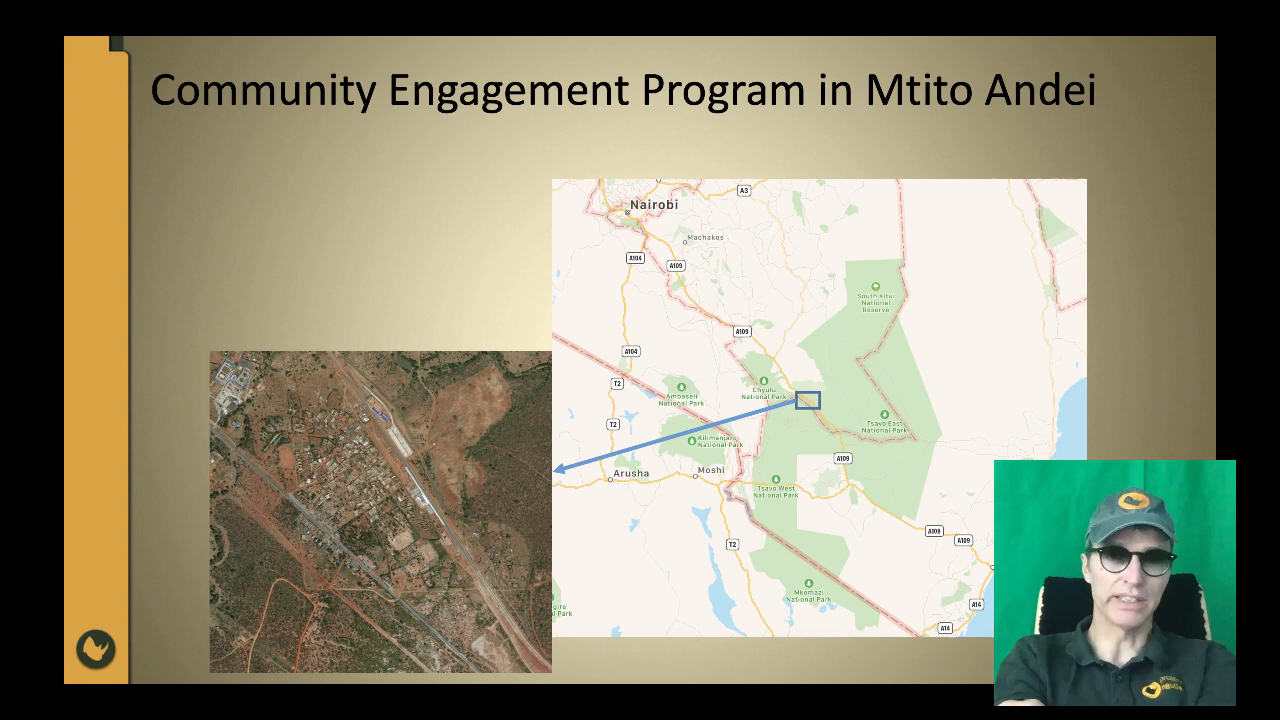 Community Engagement Program in Mtito Andei
A3
Nairobi
Machakos
A104
A109
South Kitui
National
Reserve
A109
A104
T2
Amboseli
National Park
Chyulu
National Park
Tsavo East
National Park
T2
Kilimanjaro
National Park
A109
Arusha
Moshi
Tsavo West
National Park
A109
A109
T2
Mkomazi
National Park
gire
l Park
A14
A14